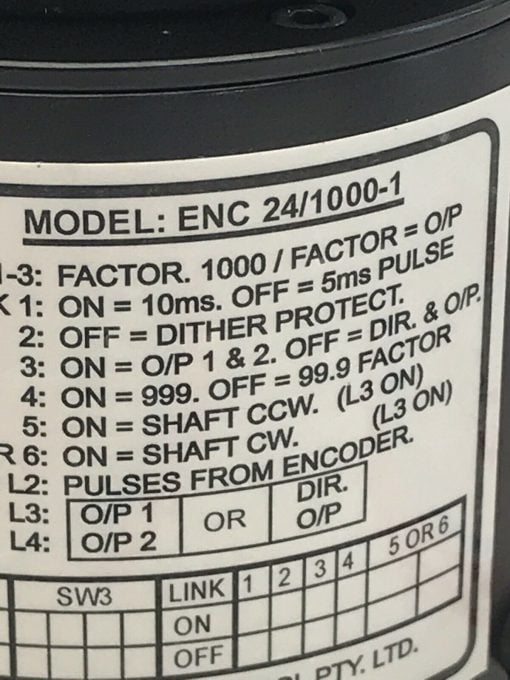 MODEL: ENC 24/1000-1
-3: FACTOR. 1000 / FACTOR = O/P
K 1: ON = 10ms. OFF = 5ms PULSE
2: OFF = DITHER PROTECT.
3: ON = O/P 1 & 2. OFF = DIR. & O/P.
4: ON = 999. OFF = 99.9 FACTOR
5: ON = SHAFT CCW. (L3 ON)
R 6: ON = SHAFT CW. (L3 ON)
L2: PULSES FROM ENCODER.
L3: O/P 1 OR DIR.
L4: O/P 2 O/P
SW3 LINK 1 2 3 4 5 OR 6
ON
OFF
PTY. LTD.